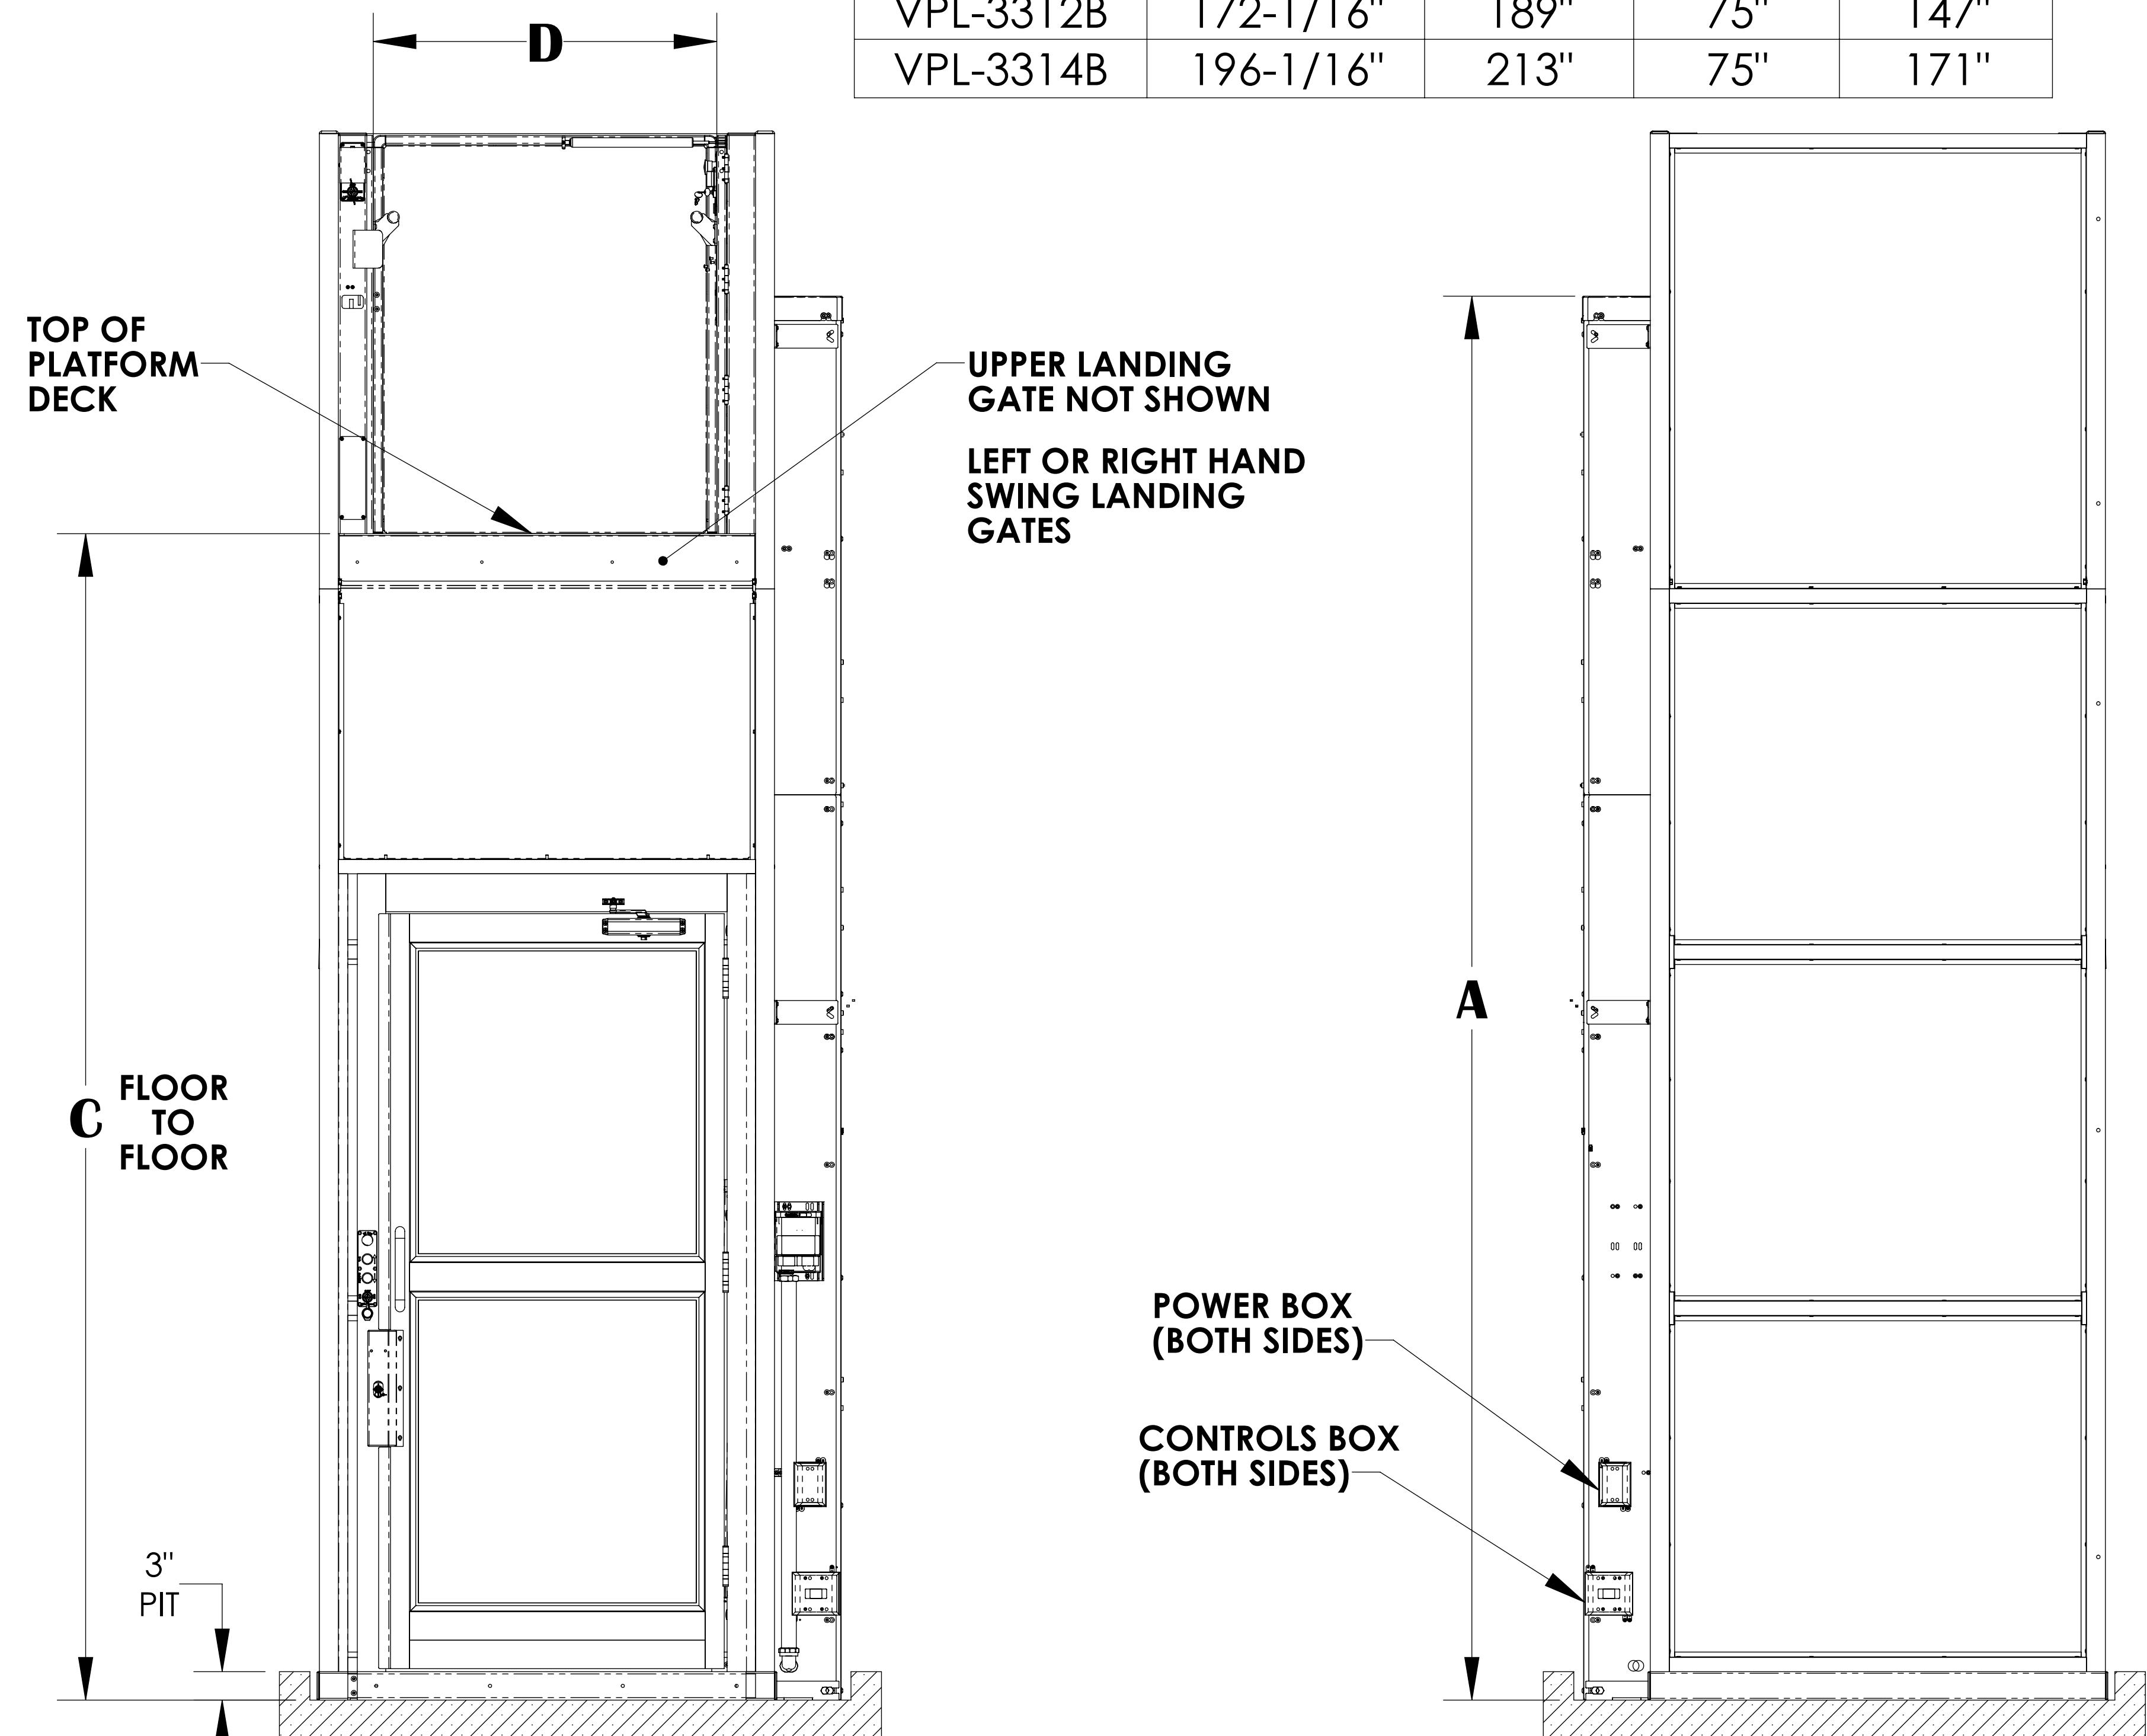 VPL-3312B 172-1/16" 189" 75" 147"
VPL-3314B 196-1/16" 213" 75" 171"
D
TOP OF
PLATFORM
DECK
UPPER LANDING
GATE NOT SHOWN
LEFT OR RIGHT HAND
SWING LANDING
GATES
A
C
FLOOR
TO
FLOOR
POWER BOX
(BOTH SIDES)
CONTROLS BOX
(BOTH SIDES)
3"
PIT